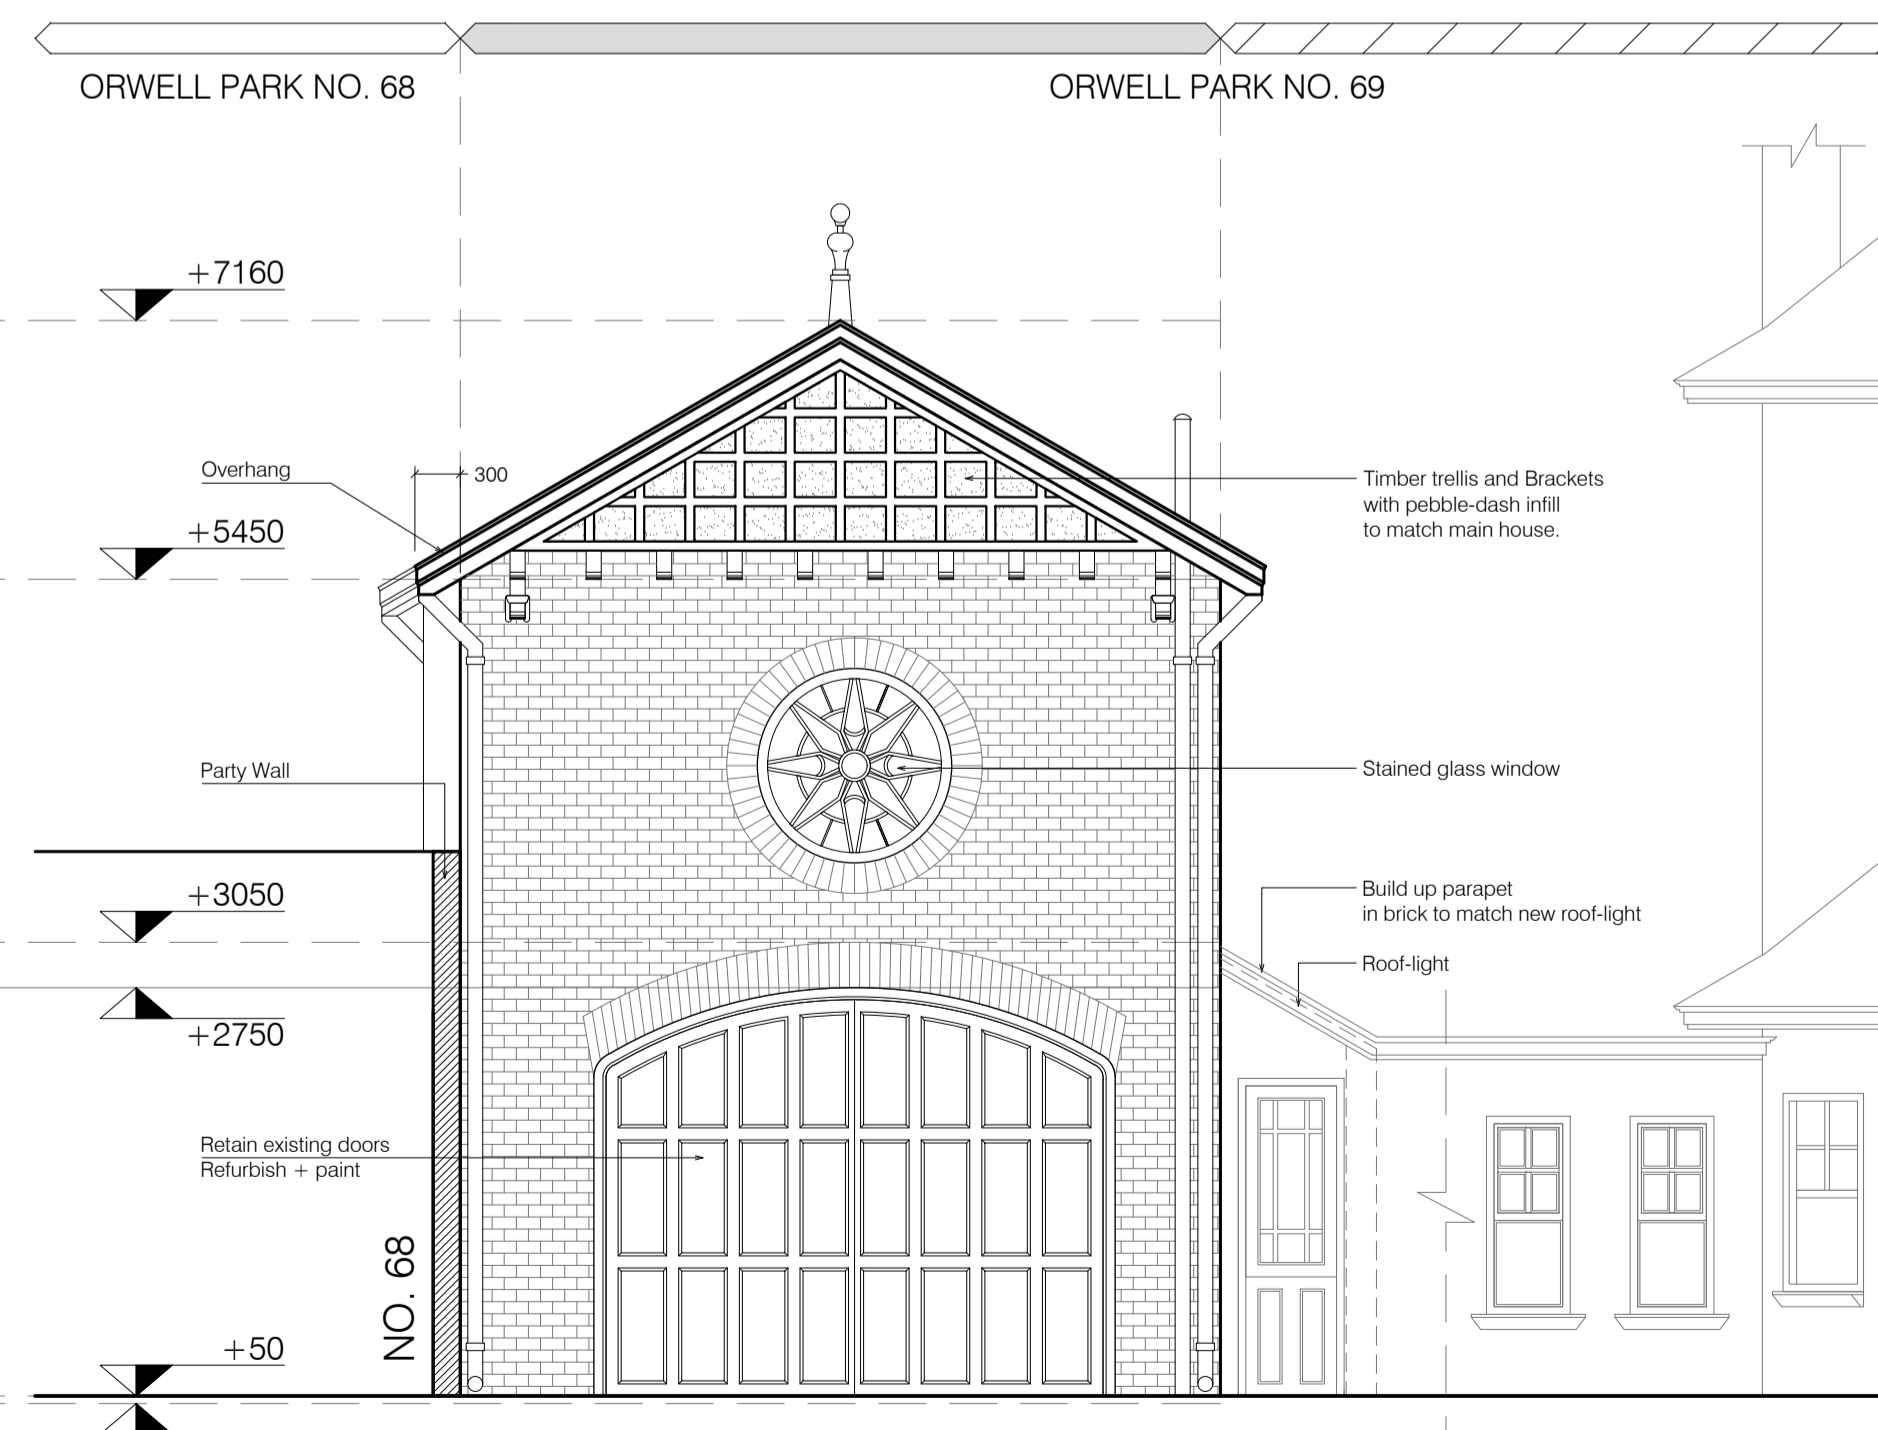 ORWELL PARK NO. 68
ORWELL PARK NO. 69
+7160
Overhang
300
Timber trellis and Brackets
with pebble-dash infill
to match main house.
+5450
Party Wall
Stained glass window
+3050
Build up parapet
in brick to match new roof-light
Roof-light
+2750
Retain existing doors
Refurbish + paint
NO. 68
+50